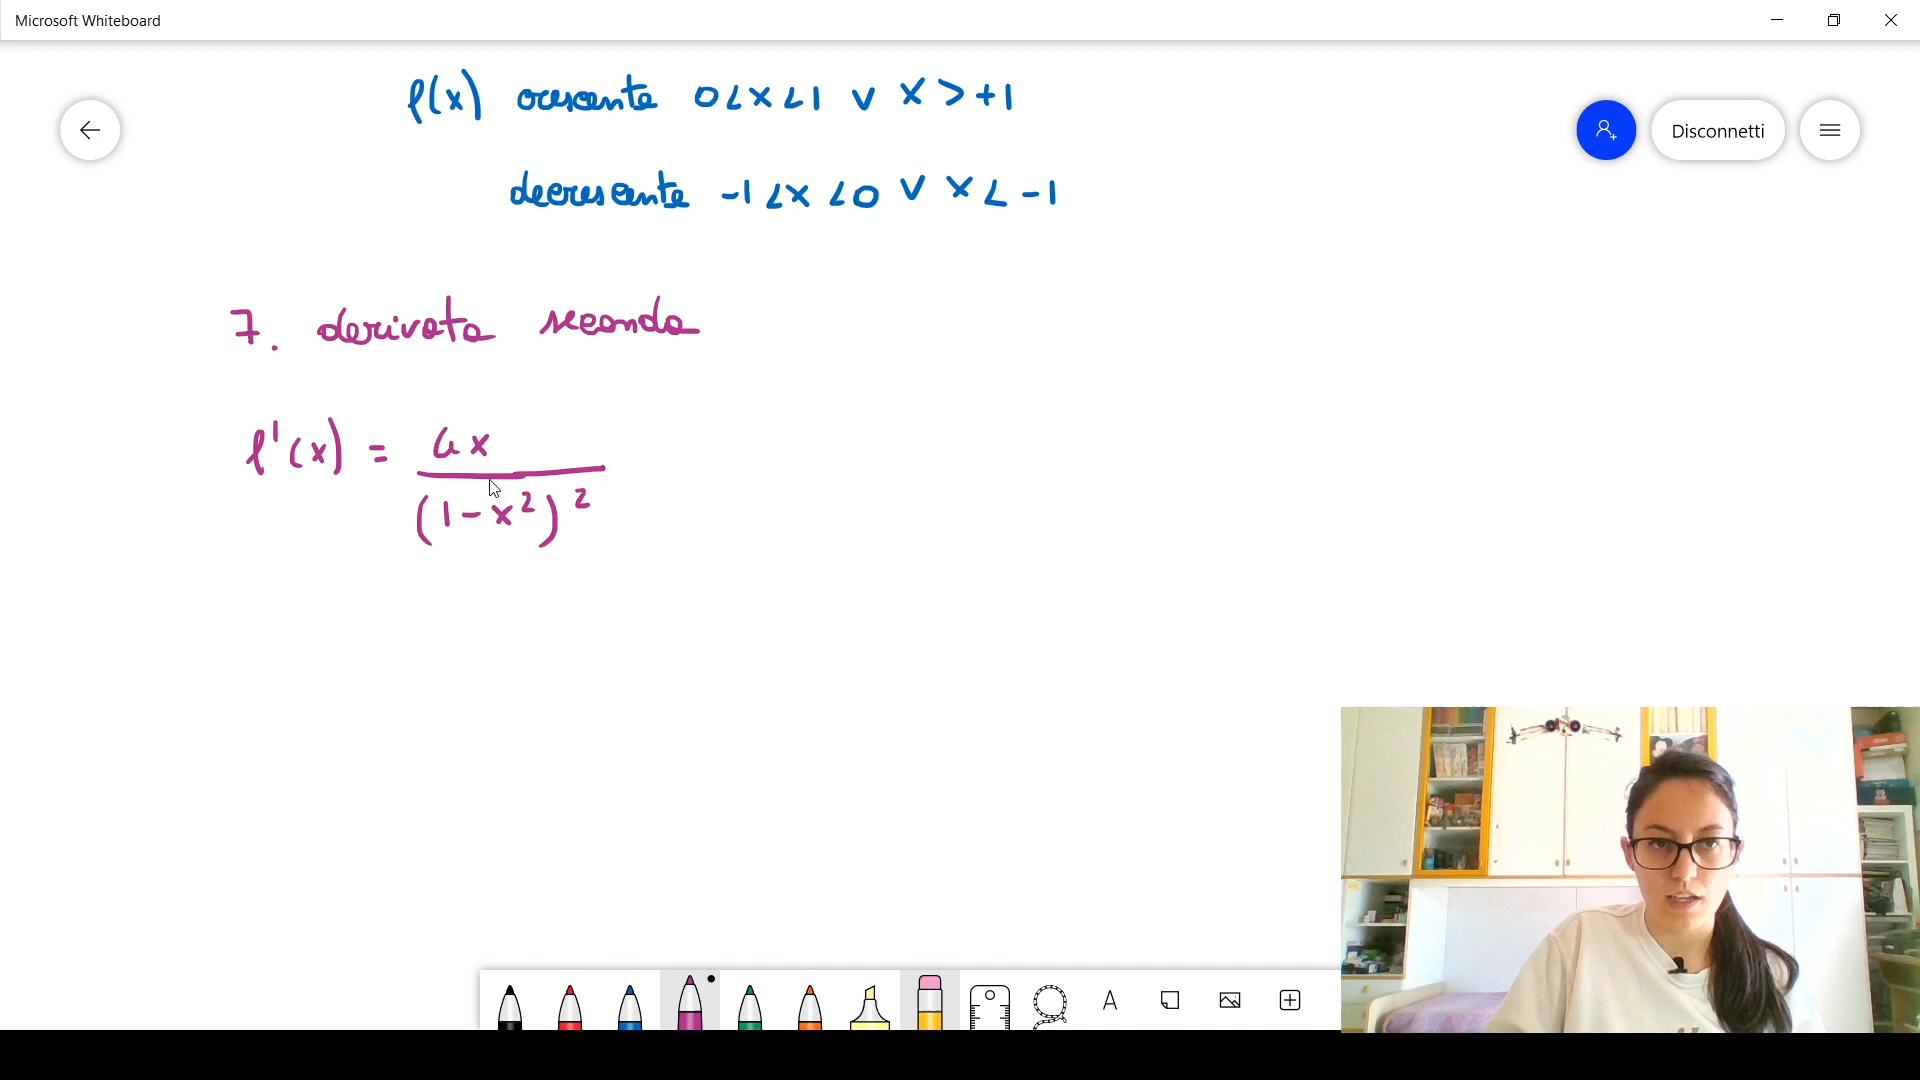 Microsoft Whiteboard
f(x) crescente 0<x<1 ∨ x>+1
decrescente -1<x<0 ∨ x<-1
Disconnetti
7. derivata seconda
f'(x) = 4x / (1-x²)²